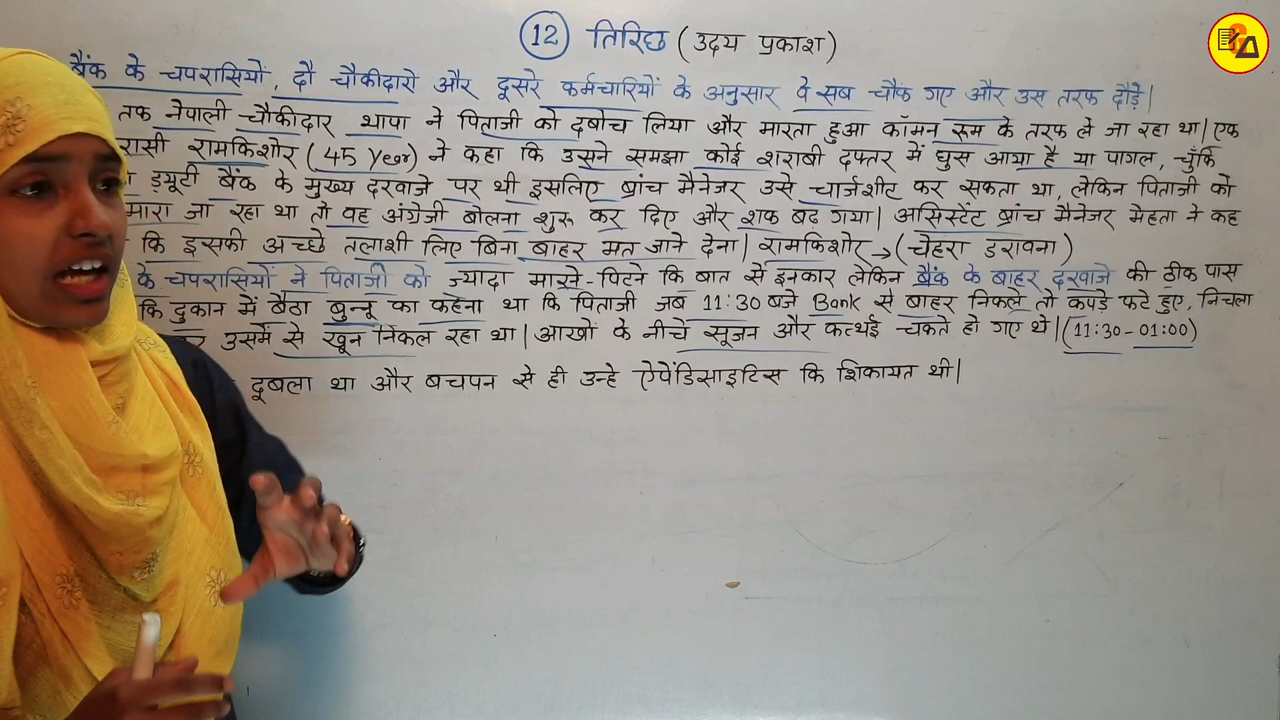 12 तिरिछ (उदय प्रकाश)
बैंक के चपरासियों, दो चौकीदारो और दूसरे कर्मचारियों के अनुसार वे सब चौंक गए और उस तरफ दौड़े|
तफ नेपाली चौकीदार थापा ने पिताजी को दबोच लिया और मारता हुआ कॉमन रूम के तरफ ले जा रहा था| एक
रासी रामकिशोर (45 Year) ने कहा कि उसने समझा कोई शराबी दफ्तर में घुस आया है या पागल, चुँकि
ड्यूटी बैंक के मुख्य दरवाजे पर थी इसलिए ब्रांच मैनेजर उसे चार्जशीट कर सकता था, लेकिन पिताजी को
मारा जा रहा था तो वह अंग्रेजी बोलना शुरू कर दिए और शक बढ गया| असिस्टेंट ब्रांच मैनेजर मेहता ने कह
कि इसकी अच्छे तलाशी लिए बिना बाहर मत जाने देना| रामकिशोर → (चेहरा डरावना)
के चपरासियों ने पिताजी को ज्यादा मारने-पिटने कि बात से इनकार लेकिन बैंक के बाहर दरवाजे की ठीक पास
कि दुकान में बैठा बुन्नू का कहना था कि पिताजी जब 11:30 बजे Bank से बाहर निकले तो कपड़े फटे हुए, निचला
उसमें से खून निकल रहा था| आखों के नीचे सूजन और कत्थई चकते हो गए थे| (11:30-01:00)
दूबला था और बचपन से ही उन्हे ऐपेंडिसाइटिस कि शिकायत थी|